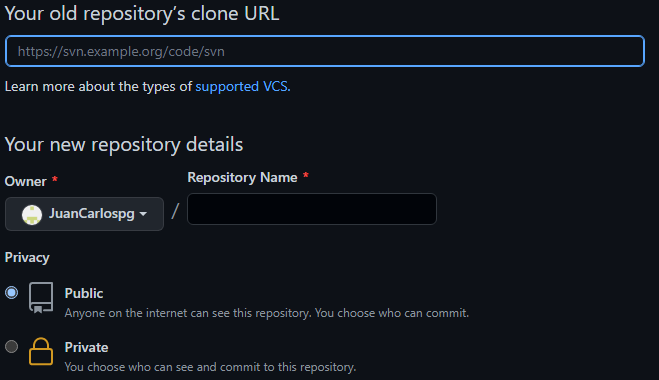 Your old repository's clone URL
https://svn.example.org/code/svn
Learn more about the types of supported VCS.
Your new repository details
Owner *
Repository Name *
JuanCarlospg
/
Privacy
Public
Anyone on the internet can see this repository. You choose who can commit.
Private
You choose who can see and commit to this repository.